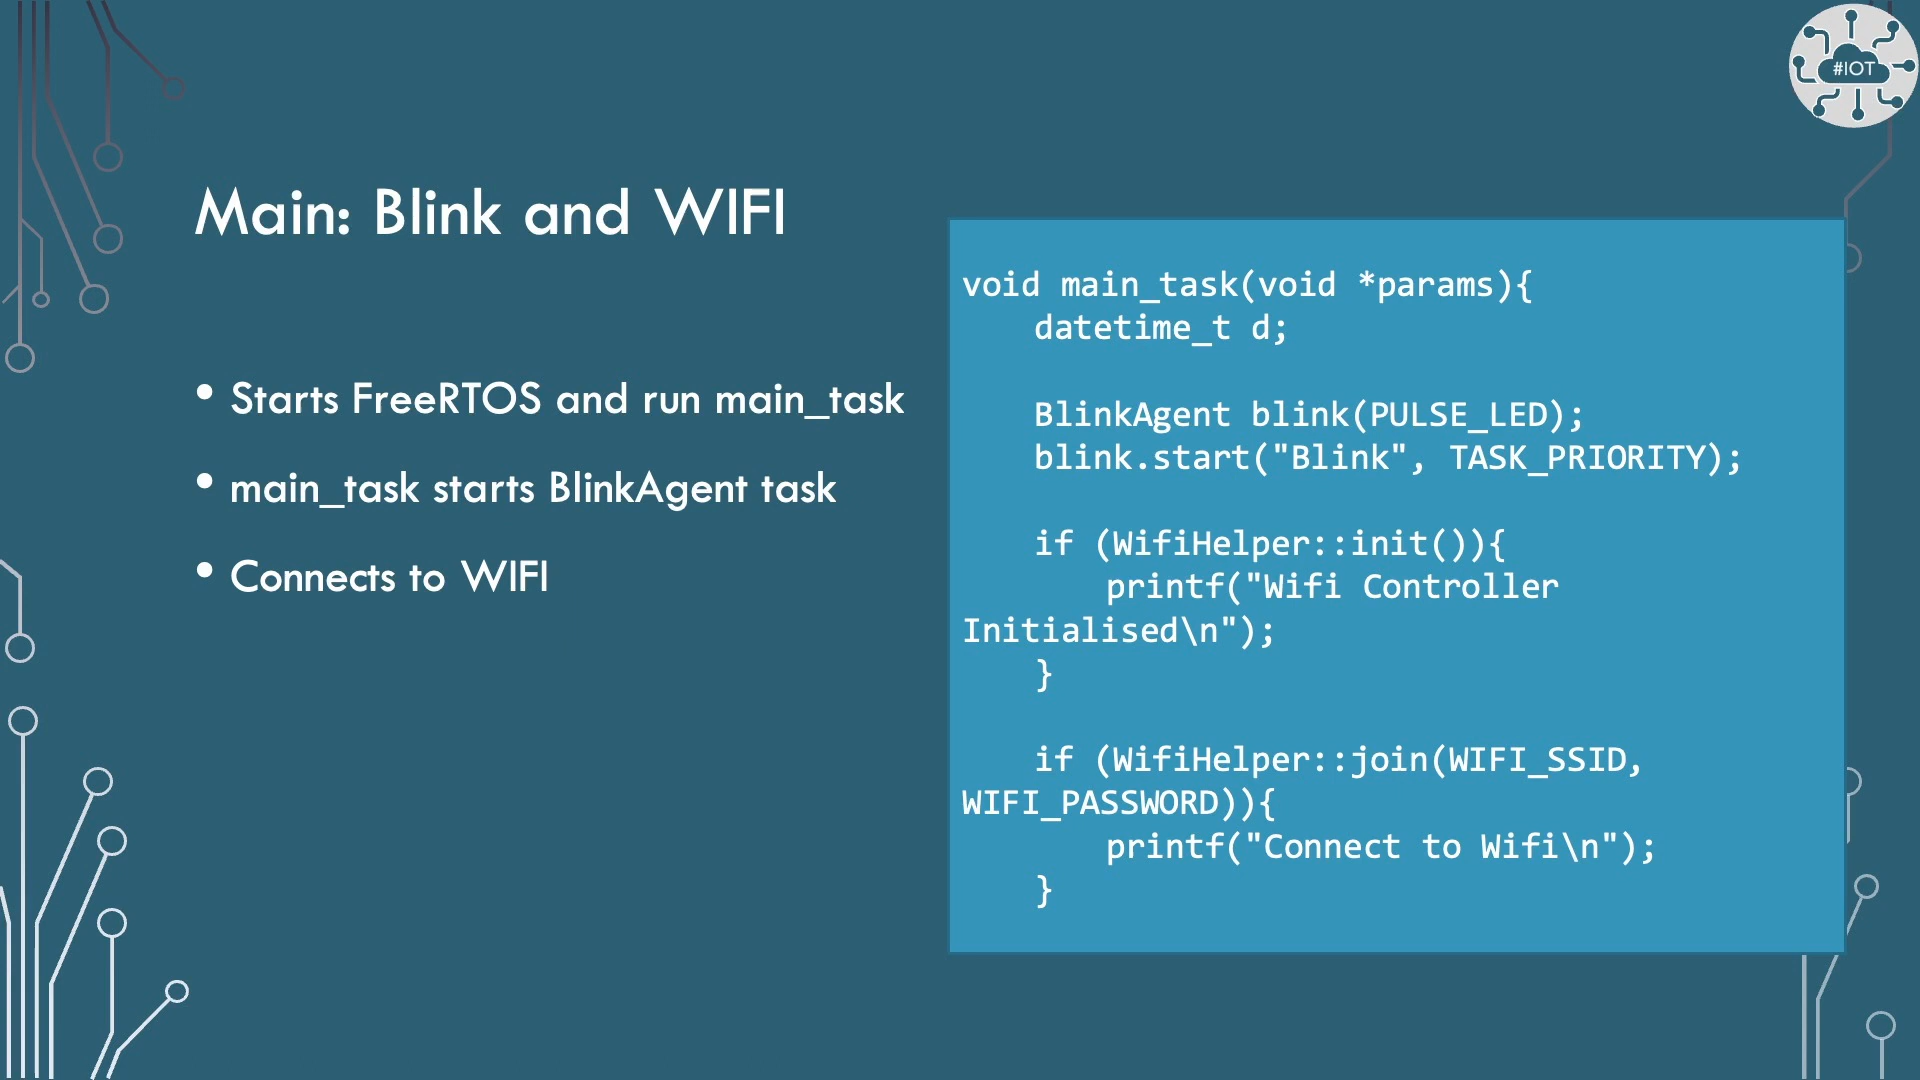 #IOT
Main: Blink and WIFI
• Starts FreeRTOS and run main_task
• main_task starts BlinkAgent task
• Connects to WIFI
void main_task(void *params){
    datetime_t d;
    BlinkAgent blink(PULSE_LED);
    blink.start("Blink", TASK_PRIORITY);
    if (WifiHelper::init()){
        printf("Wifi Controller
Initialised\n");
    }
    if (WifiHelper::join(WIFI_SSID,
WIFI_PASSWORD)){
        printf("Connect to Wifi\n");
    }